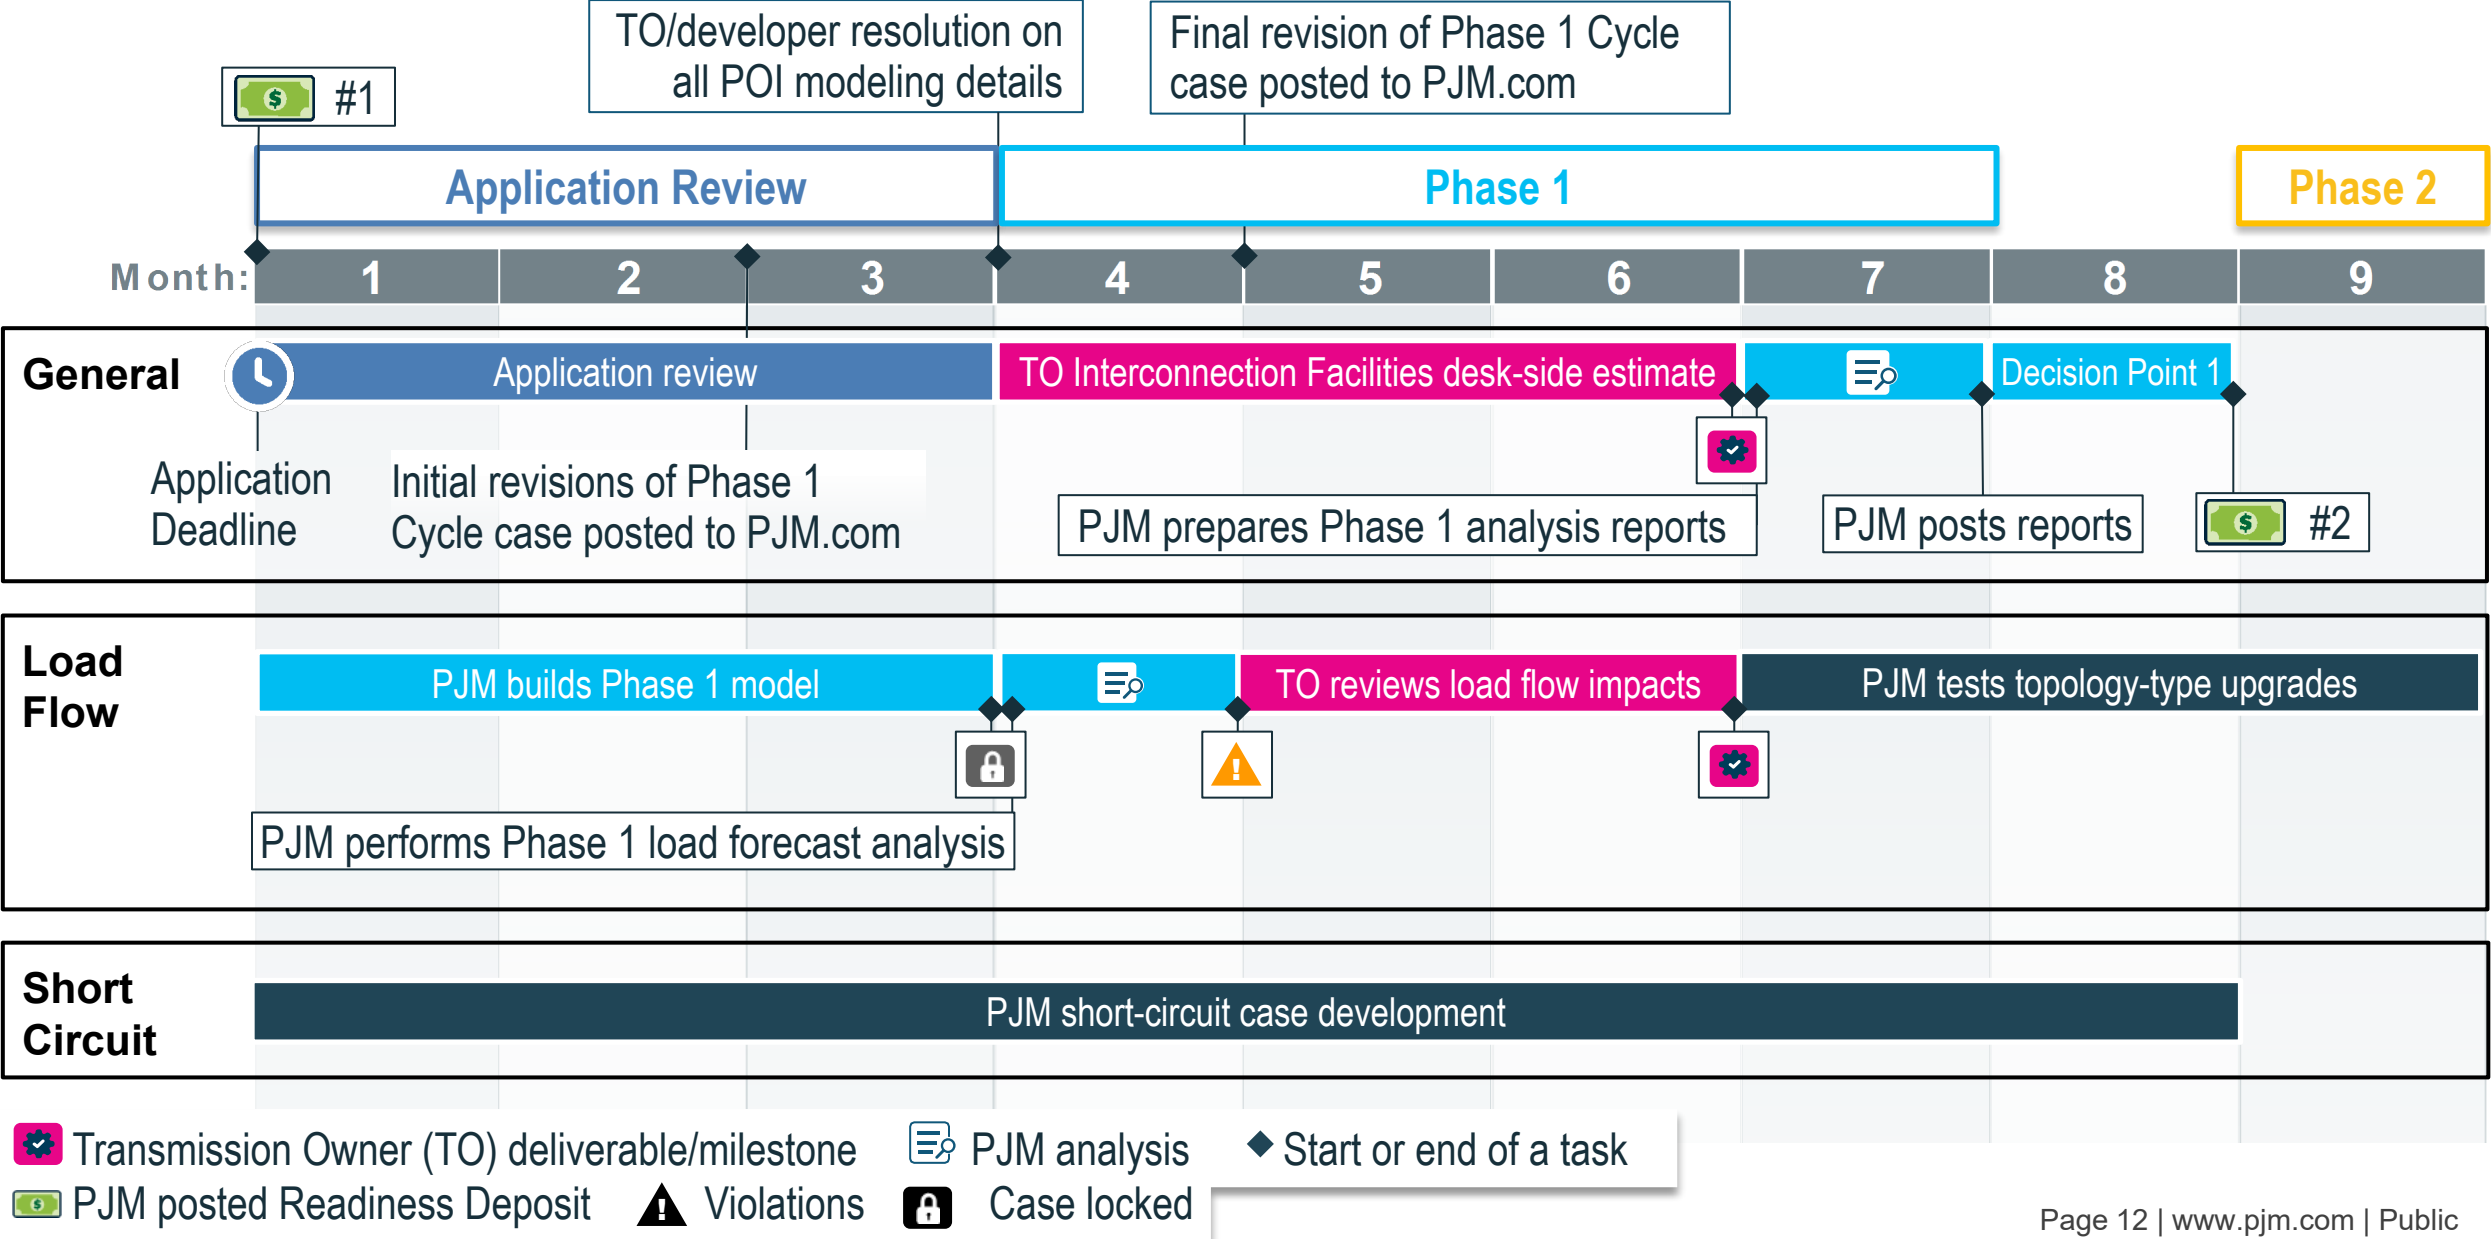 TO/developer resolution on
all POI modeling details
Final revision of Phase 1 Cycle
case posted to PJM.com
$ #1
Application Review
Phase 1
Phase 2
Month: 1 2 3 4 5 6 7 8 9
General
Application review
TO Interconnection Facilities desk-side estimate
Decision Point 1
Application
Deadline
Initial revisions of Phase 1
Cycle case posted to PJM.com
PJM prepares Phase 1 analysis reports
PJM posts reports
$ #2
Load
Flow
PJM builds Phase 1 model
TO reviews load flow impacts
PJM tests topology-type upgrades
!
PJM performs Phase 1 load forecast analysis
Short
Circuit
PJM short-circuit case development
Transmission Owner (TO) deliverable/milestone
PJM analysis
Start or end of a task
$ PJM posted Readiness Deposit
! Violations
Case locked
Page 12 | www.pjm.com | Public